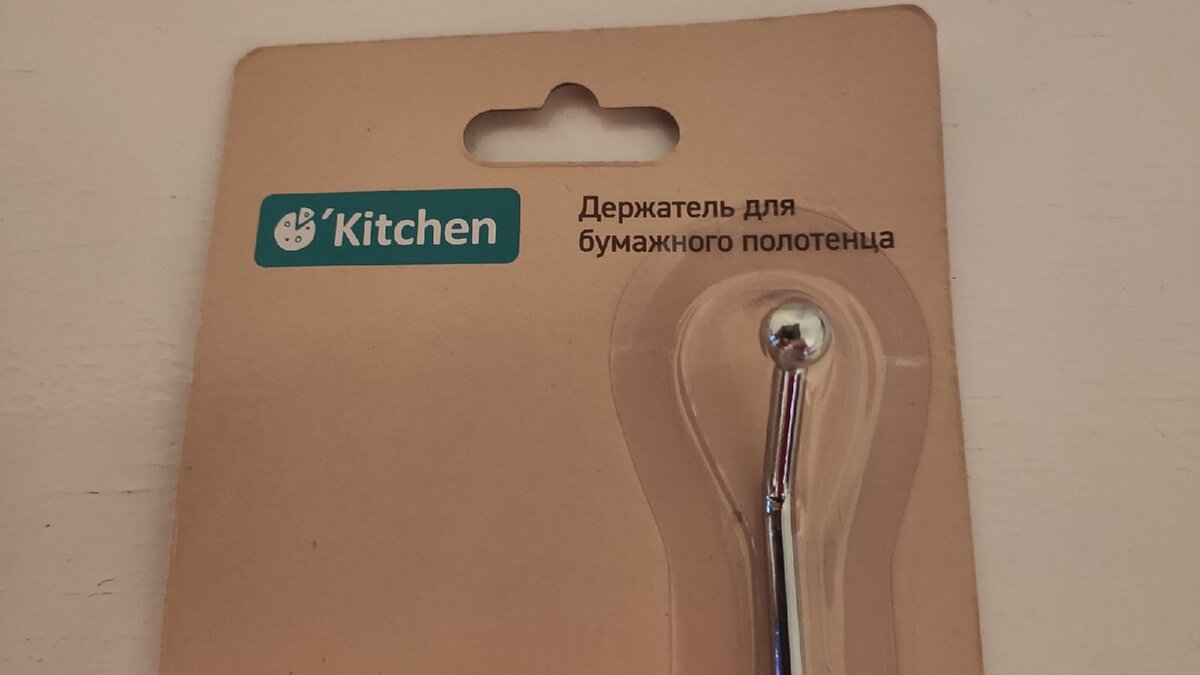 'Kitchen
Держатель для
бумажного полотенца